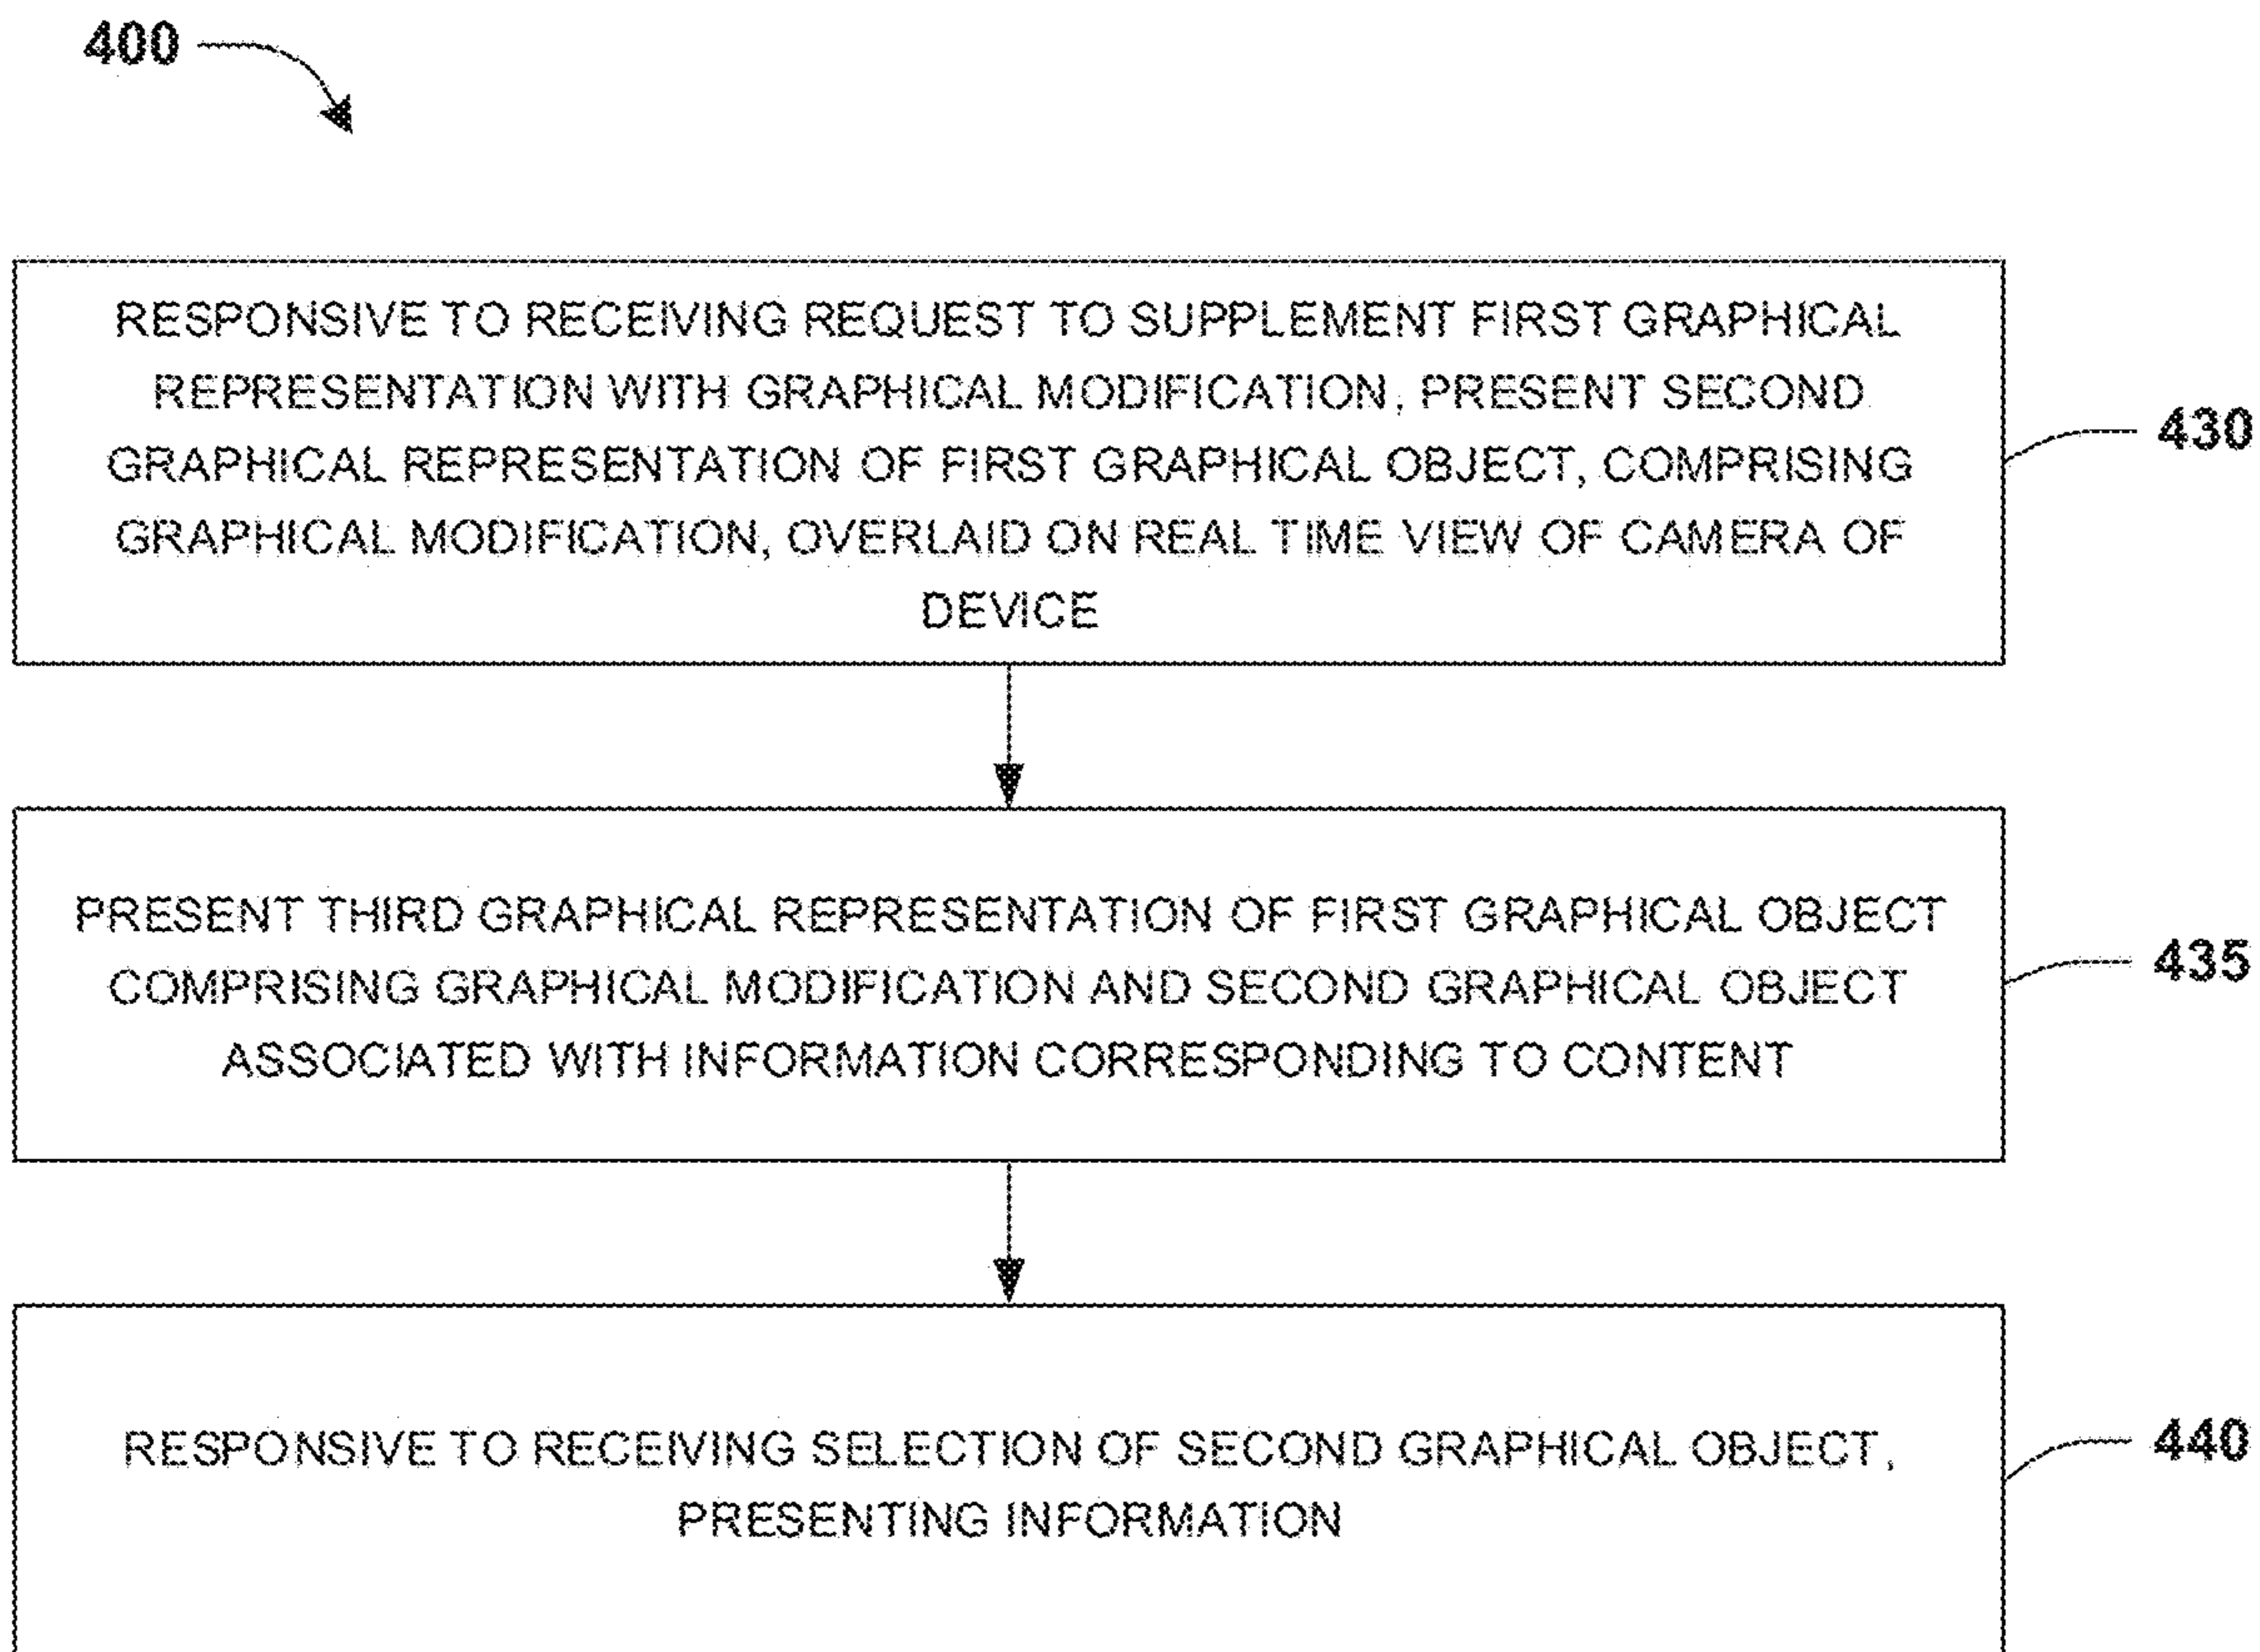 400
RESPONSIVE TO RECEIVING REQUEST TO SUPPLEMENT FIRST GRAPHICAL
REPRESENTATION WITH GRAPHICAL MODIFICATION, PRESENT SECOND
GRAPHICAL REPRESENTATION OF FIRST GRAPHICAL OBJECT, COMPRISING
GRAPHICAL MODIFICATION, OVERLAID ON REAL TIME VIEW OF CAMERA OF
DEVICE
430
PRESENT THIRD GRAPHICAL REPRESENTATION OF FIRST GRAPHICAL OBJECT
COMPRISING GRAPHICAL MODIFICATION AND SECOND GRAPHICAL OBJECT
ASSOCIATED WITH INFORMATION CORRESPONDING TO CONTENT
435
RESPONSIVE TO RECEIVING SELECTION OF SECOND GRAPHICAL OBJECT,
PRESENTING INFORMATION
440